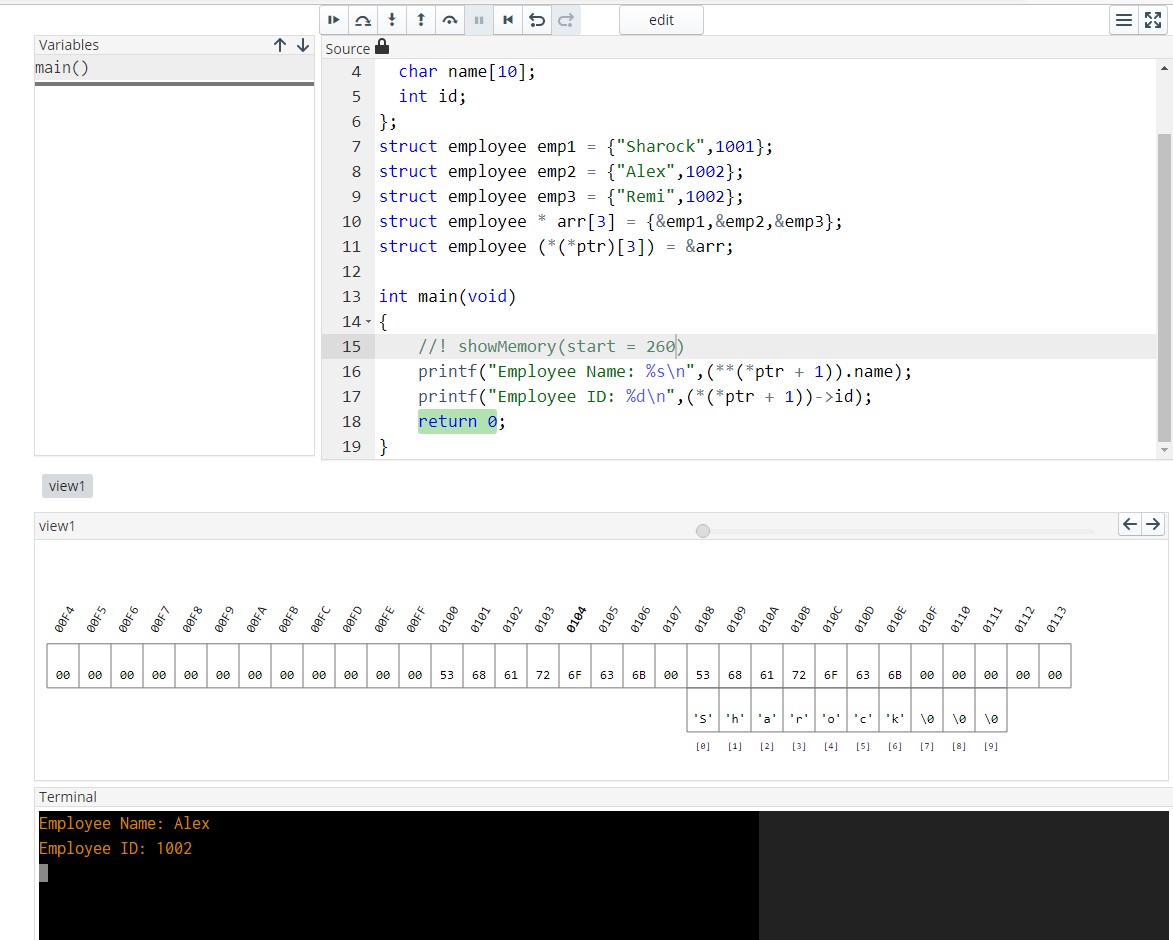 edit
Variables
main()
Source
4 char name[10];
5 int id;
6 };
7 struct employee emp1 = {"Sharock",1001};
8 struct employee emp2 = {"Alex",1002};
9 struct employee emp3 = {"Remi",1002};
10 struct employee * arr[3] = {&emp1,&emp2,&emp3};
11 struct employee (*(*ptr)[3]) = &arr;
12
13 int main(void)
14 {
15 //! showMemory(start = 260)
16 printf("Employee Name: %s\n",(**(*ptr + 1)).name);
17 printf("Employee ID: %d\n",(*(*ptr + 1))->id);
18 return 0;
19 }
view1
view1
00F4 00F5 00F6 00F7 00F8 00F9 00FA 00FB 00FC 00FD 00FE 00FF 0100 0101 0102 0103 0104 0105 0106 0107 0108 0109 010A 010B 010C 010D 010E 010F 0110 0111 0112 0113
00 00 00 00 00 00 00 00 00 00 00 00 53 68 61 72 6F 63 6B 00 53 68 61 72 6F 63 6B 00 00 00 00 00
'S' 'h' 'a' 'r' 'o' 'c' 'k' \0 \0 \0
[0] [1] [2] [3] [4] [5] [6] [7] [8] [9]
Terminal
Employee Name: Alex
Employee ID: 1002